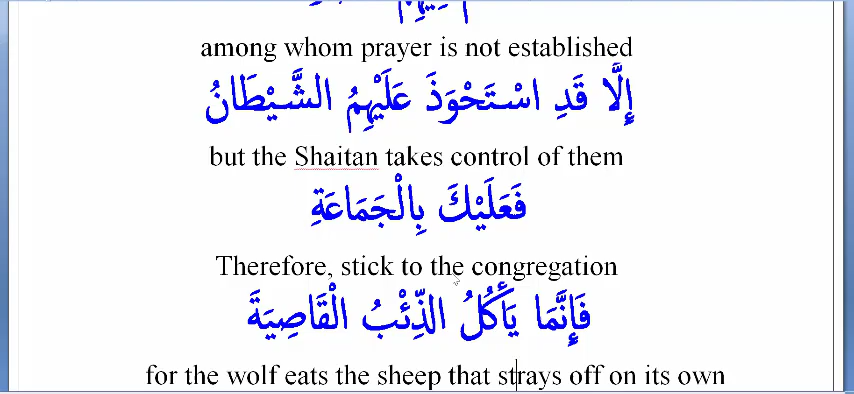 among whom prayer is not established
إِلَّا قَدِ اسْتَحْوَذَ عَلَيْهِمُ الشَّيْطَانُ
but the Shaitan takes control of them
فَعَلَيْكَ بِالْجَمَاعَةِ
Therefore, stick to the congregation
فَإِنَّمَا يَأْكُلُ الذِّئْبُ الْقَاصِيَةَ
for the wolf eats the sheep that strays off on its own